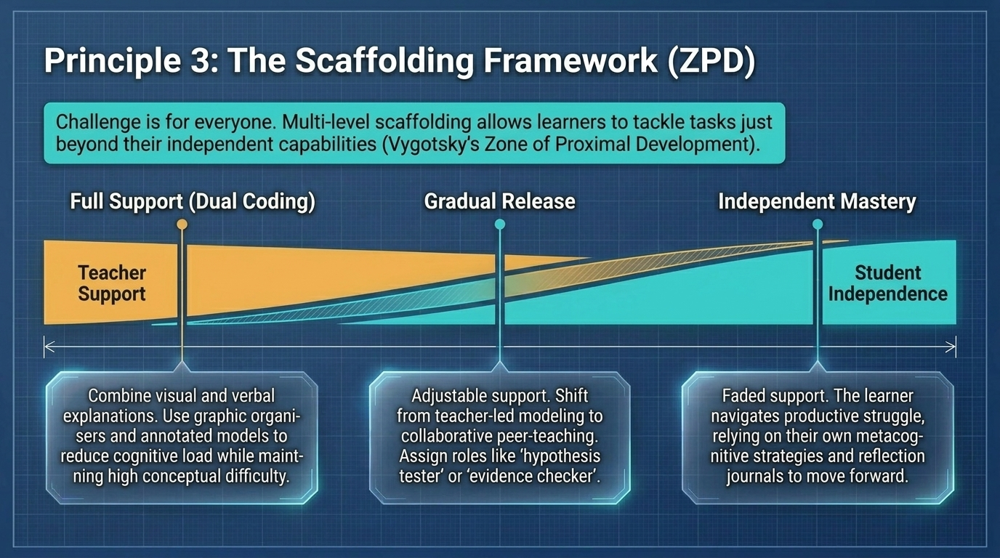 Principle 3: The Scaffolding Framework (ZPD)
Challenge is for everyone. Multi-level scaffolding allows learners to tackle tasks just
beyond their independent capabilities (Vygotsky's Zone of Proximal Development).
Full Support (Dual Coding)
Gradual Release
Independent Mastery
Teacher
Support
Student
Independence
Combine visual and verbal
explanations. Use graphic organi-
sers and annotated models to
reduce cognitive load while maint-
ning high conceptual difficulty.
Adjustable support. Shift
from teacher-led modeling to
collaborative peer-teaching.
Assign roles like ‘hypothesis
tester‘ or ‘evidence checker’.
Faded support. The learner
navigates productive struggle,
relying on their own metacog-
nitive strategies and reflection
journals to move forward.